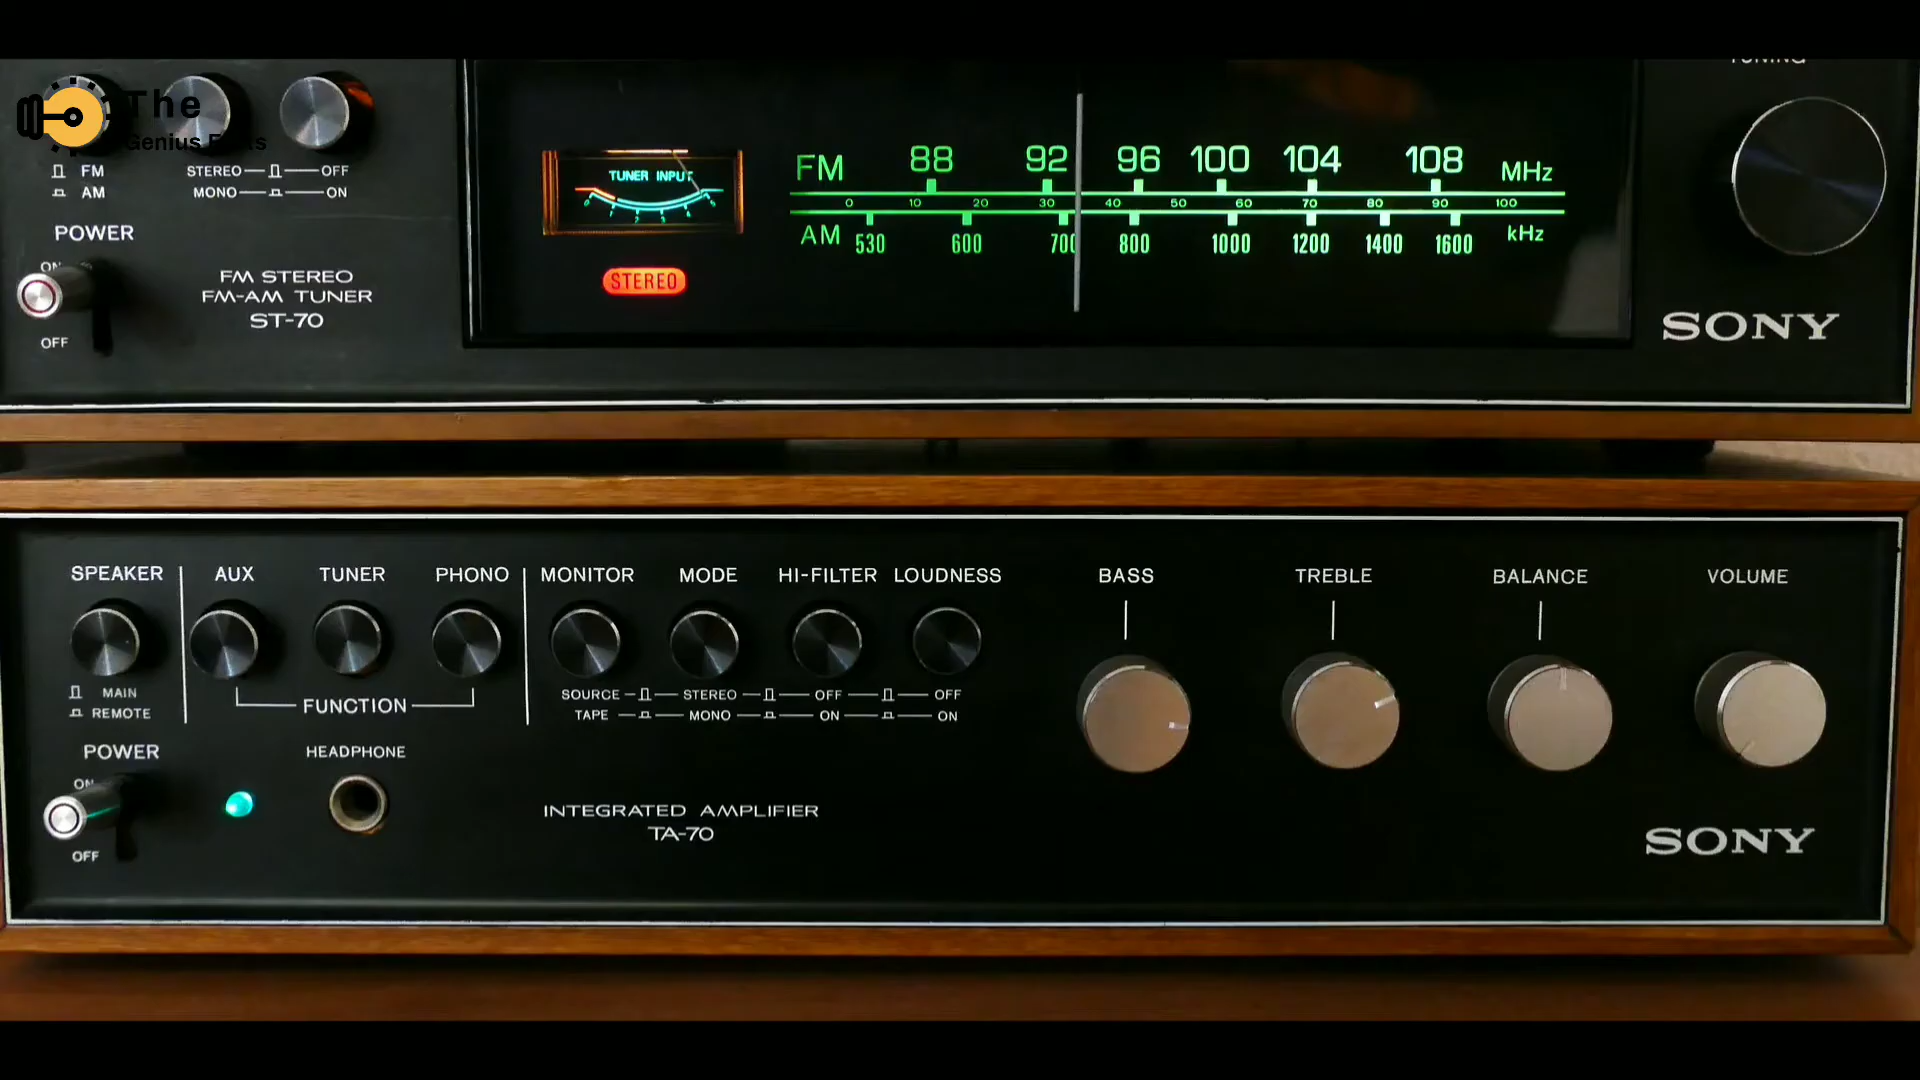 The
Genius
TUNING
FM
AM
STEREO OFF
MONO ON
POWER
ON
OFF
FM STEREO
FM-AM TUNER
ST-70
TUNER INPUT
STEREO
FM 88 92 96 100 104 108 MHz
0 10 20 30 40 50 60 70 80 90 100
AM 530 600 700 800 1000 1200 1400 1600 kHz
SONY
SPEAKER AUX TUNER PHONO MONITOR MODE HI-FILTER LOUDNESS BASS TREBLE BALANCE VOLUME
MAIN
REMOTE
FUNCTION
SOURCE STEREO OFF OFF
TAPE MONO ON ON
POWER
ON
OFF
HEADPHONE
INTEGRATED AMPLIFIER
TA-70
SONY